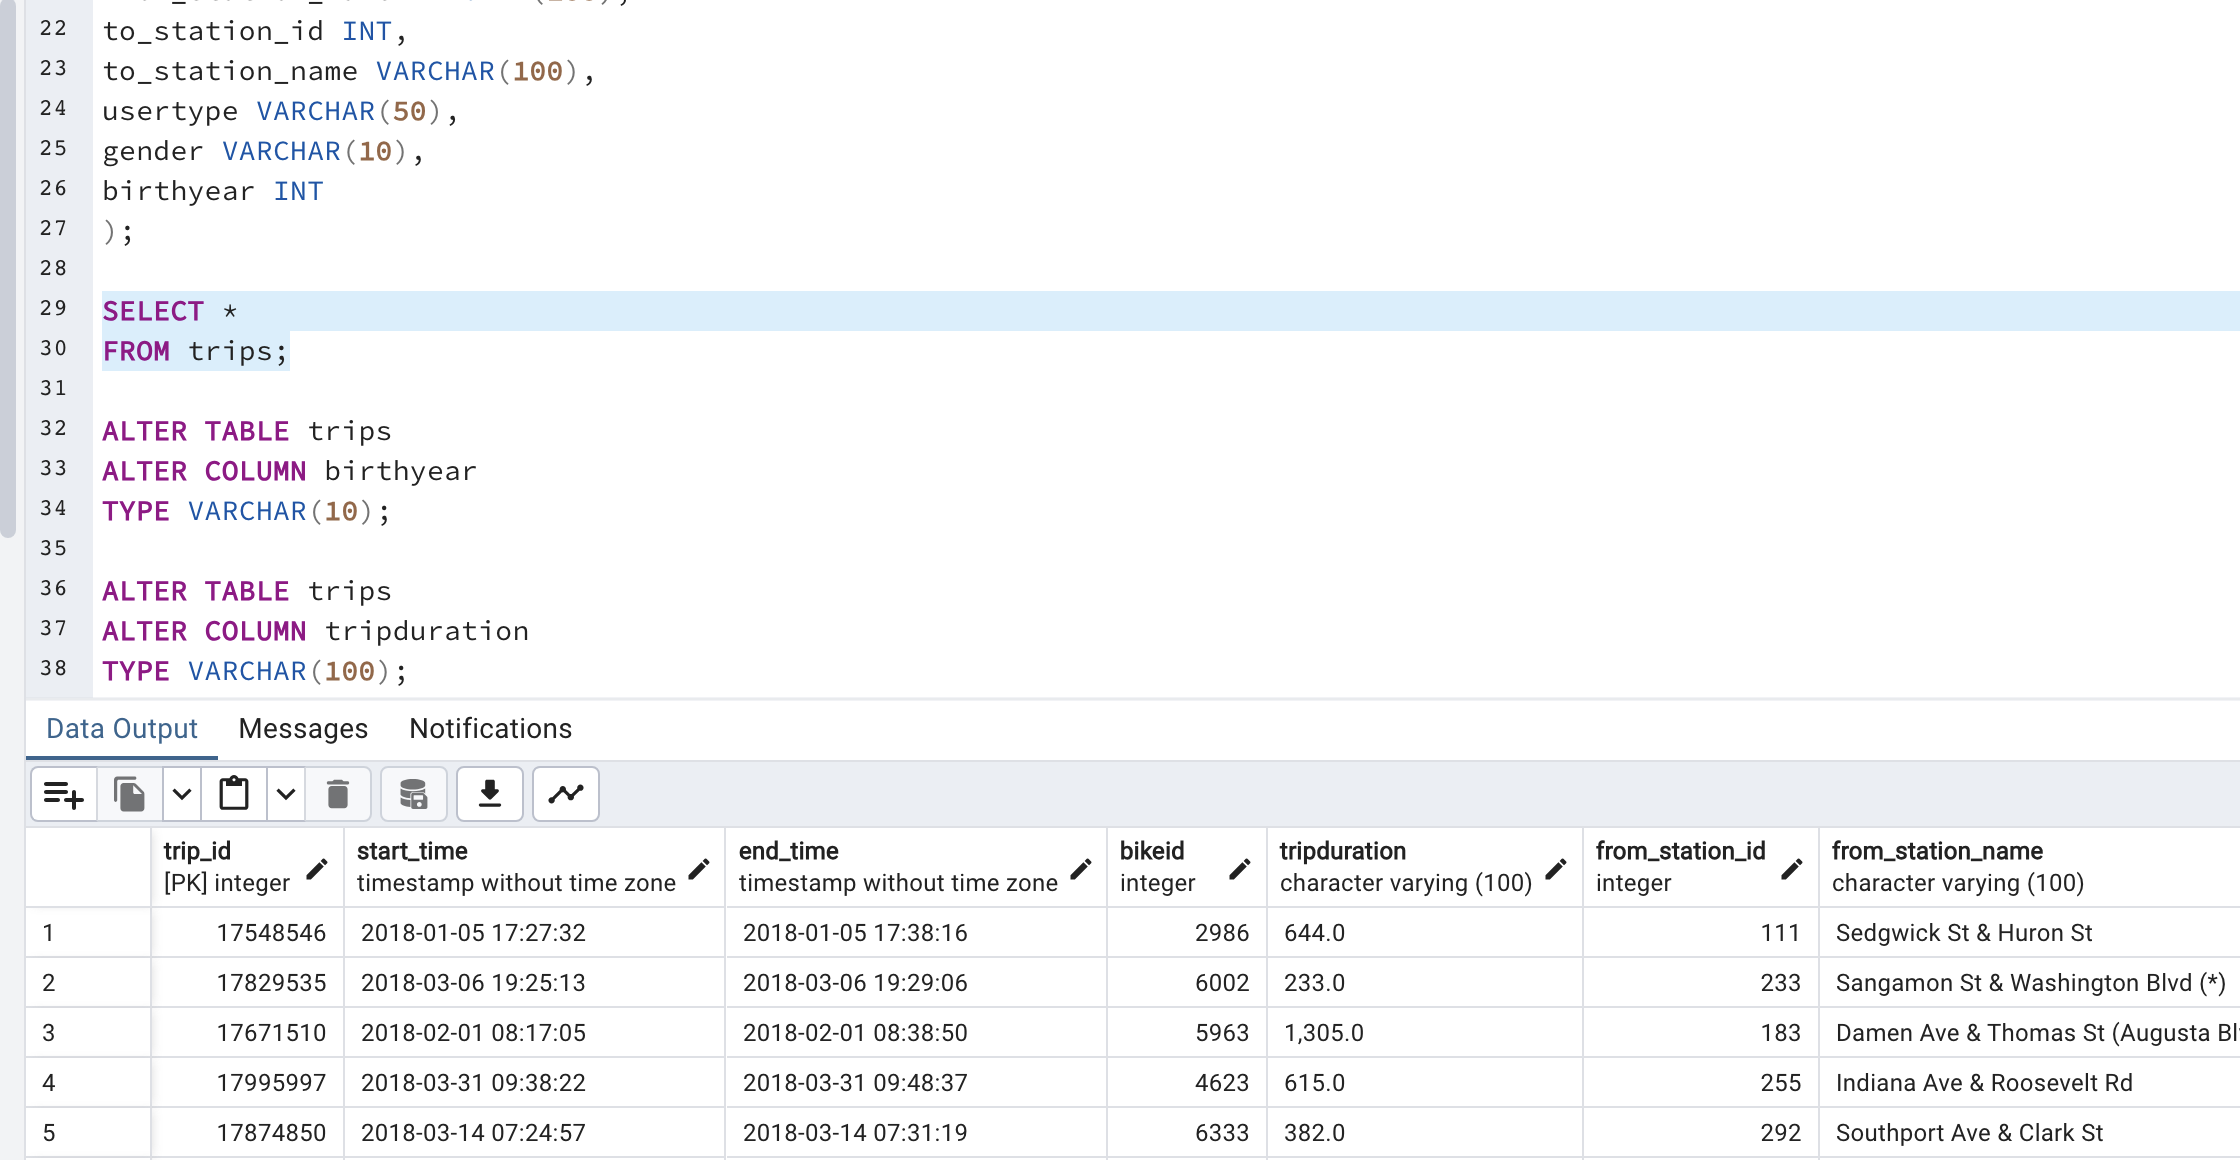 22 to_station_id INT,
23 to_station_name VARCHAR(100),
24 usertype VARCHAR(50),
25 gender VARCHAR(10),
26 birthyear INT
27 );
28
29 SELECT *
30 FROM trips;
31
32 ALTER TABLE trips
33 ALTER COLUMN birthyear
34 TYPE VARCHAR(10);
35
36 ALTER TABLE trips
37 ALTER COLUMN tripduration
38 TYPE VARCHAR(100);
Data Output Messages Notifications
trip_id start_time end_time bikeid tripduration from_station_id from_station_name
[PK] integer timestamp without time zone timestamp without time zone integer character varying (100) integer character varying (100)
1 17548546 2018-01-05 17:27:32 2018-01-05 17:38:16 2986 644.0 111 Sedgwick St & Huron St
2 17829535 2018-03-06 19:25:13 2018-03-06 19:29:06 6002 233.0 233 Sangamon St & Washington Blvd (*)
3 17671510 2018-02-01 08:17:05 2018-02-01 08:38:50 5963 1,305.0 183 Damen Ave & Thomas St (Augusta Bl
4 17995997 2018-03-31 09:38:22 2018-03-31 09:48:37 4623 615.0 255 Indiana Ave & Roosevelt Rd
5 17874850 2018-03-14 07:24:57 2018-03-14 07:31:19 6333 382.0 292 Southport Ave & Clark St